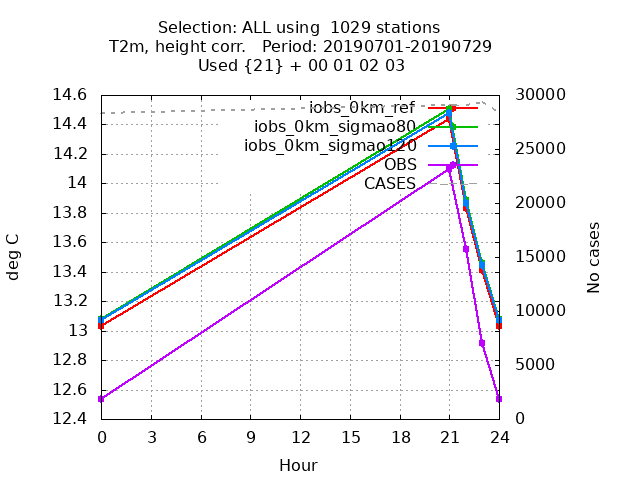 Selection: ALL using  1029 stations
T2m, height corr.   Period: 20190701-20190729
Used {21} + 00 01 02 03
14.6
14.4
14.2
14
13.8
13.6
13.4
13.2
13
12.8
12.6
12.4
deg C
30000
25000
20000
15000
10000
5000
0
No cases
iobs_0km_ref
iobs_0km_sigmao80
iobs_0km_sigmao120
OBS
CASES
0 3 6 9 12 15 18 21 24
Hour